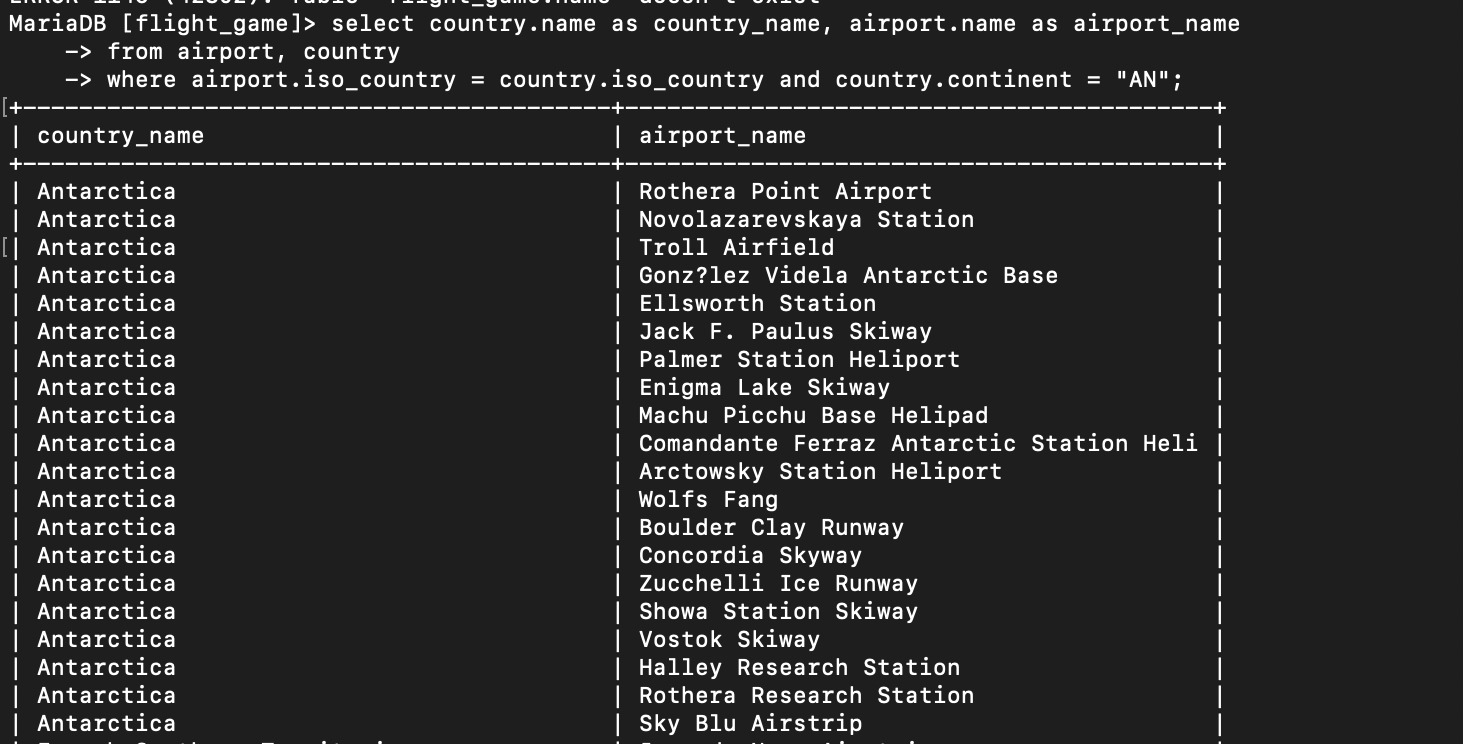 MariaDB [flight_game]> select country.name as country_name, airport.name as airport_name
-> from airport, country
-> where airport.iso_country = country.iso_country and country.continent = "AN";
[+------------------------------------------+------------------------------------------+
| country_name | airport_name |
+------------------------------------------+------------------------------------------+
| Antarctica | Rothera Point Airport |
| Antarctica | Novolazarevskaya Station |
[| Antarctica | Troll Airfield |
| Antarctica | Gonz?lez Videla Antarctic Base |
| Antarctica | Ellsworth Station |
| Antarctica | Jack F. Paulus Skiway |
| Antarctica | Palmer Station Heliport |
| Antarctica | Enigma Lake Skiway |
| Antarctica | Machu Picchu Base Helipad |
| Antarctica | Comandante Ferraz Antarctic Station Heli |
| Antarctica | Arctowsky Station Heliport |
| Antarctica | Wolfs Fang |
| Antarctica | Boulder Clay Runway |
| Antarctica | Concordia Skyway |
| Antarctica | Zucchelli Ice Runway |
| Antarctica | Showa Station Skiway |
| Antarctica | Vostok Skiway |
| Antarctica | Halley Research Station |
| Antarctica | Rothera Research Station |
| Antarctica | Sky Blu Airstrip |